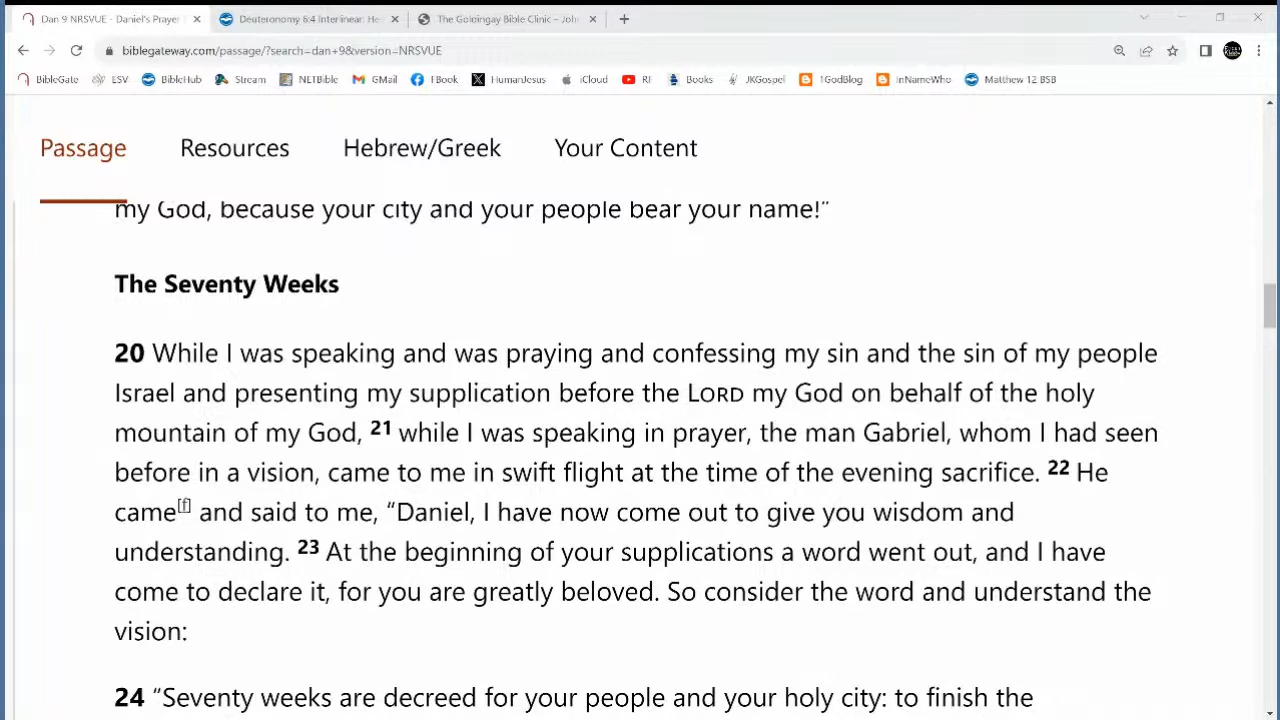 Dan 9 NRSVUE - Daniel's Prayer
Deuteronomy 6:4 Interlinear: He
The Goldingay Bible Clinic – John
biblegateway.com/passage/?search=dan+9&version=NRSVUE
BibleGate ESV BibleHub Stream NETBible GMail FBook HumanJesus iCloud RF Books JKGospel 1GodBlog InNameWho Matthew 12 BSB
Passage Resources Hebrew/Greek Your Content
my God, because your city and your people bear your name!”
The Seventy Weeks
20 While I was speaking and was praying and confessing my sin and the sin of my people
Israel and presenting my supplication before the LORD my God on behalf of the holy
mountain of my God, 21 while I was speaking in prayer, the man Gabriel, whom I had seen
before in a vision, came to me in swift flight at the time of the evening sacrifice. 22 He
came[f] and said to me, “Daniel, I have now come out to give you wisdom and
understanding. 23 At the beginning of your supplications a word went out, and I have
come to declare it, for you are greatly beloved. So consider the word and understand the
vision:
24 “Seventy weeks are decreed for your people and your holy city: to finish the